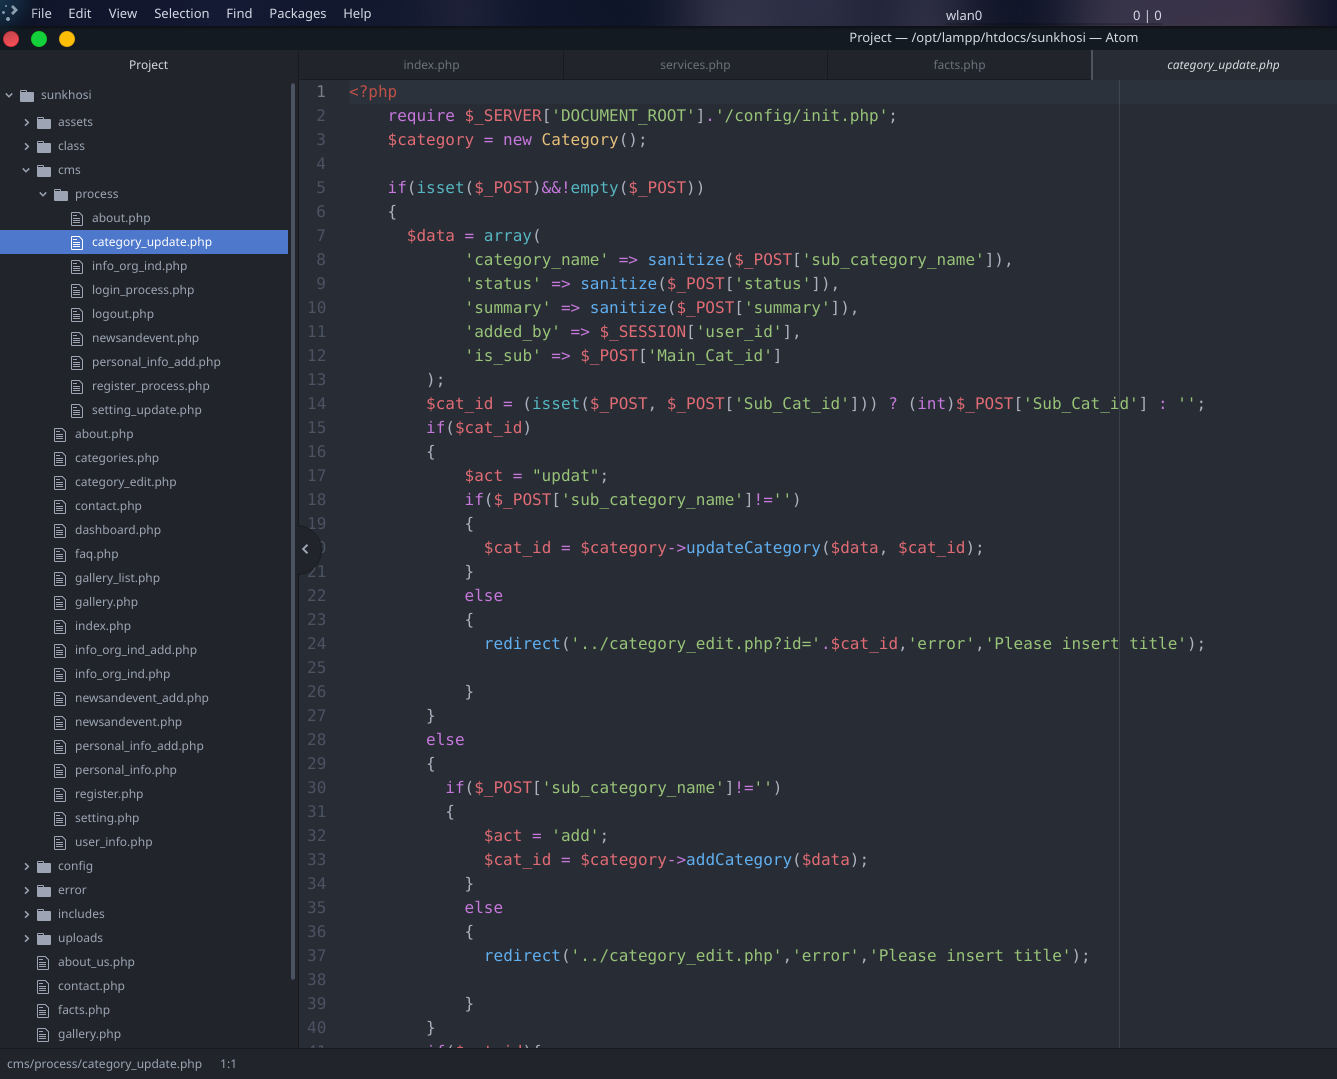 File Edit View Selection Find Packages Help
wlan0
0 | 0
Project — /opt/lampp/htdocs/sunkhosi — Atom
Project
index.php
services.php
facts.php
category_update.php
sunkhosi
assets
class
cms
process
about.php
category_update.php
info_org_ind.php
login_process.php
logout.php
newsandevent.php
personal_info_add.php
register_process.php
setting_update.php
about.php
categories.php
category_edit.php
contact.php
dashboard.php
faq.php
gallery_list.php
gallery.php
index.php
info_org_ind_add.php
info_org_ind.php
newsandevent_add.php
newsandevent.php
personal_info_add.php
personal_info.php
register.php
setting.php
user_info.php
config
error
includes
uploads
about_us.php
contact.php
facts.php
gallery.php
1 <?php
2 require $_SERVER['DOCUMENT_ROOT'].'/config/init.php';
3 $category = new Category();
4
5 if(isset($_POST)&&!empty($_POST))
6 {
7 $data = array(
8 'category_name' => sanitize($_POST['sub_category_name']),
9 'status' => sanitize($_POST['status']),
10 'summary' => sanitize($_POST['summary']),
11 'added_by' => $_SESSION['user_id'],
12 'is_sub' => $_POST['Main_Cat_id']
13 );
14 $cat_id = (isset($_POST, $_POST['Sub_Cat_id'])) ? (int)$_POST['Sub_Cat_id'] : '';
15 if($cat_id)
16 {
17 $act = "updat";
18 if($_POST['sub_category_name']!='')
19 {
$cat_id = $category->updateCategory($data, $cat_id);
21 }
22 else
23 {
24 redirect('../category_edit.php?id='.$cat_id,'error','Please insert title');
25
26 }
27 }
28 else
29 {
30 if($_POST['sub_category_name']!='')
31 {
32 $act = 'add';
33 $cat_id = $category->addCategory($data);
34 }
35 else
36 {
37 redirect('../category_edit.php','error','Please insert title');
38
39 }
40 }
cms/process/category_update.php 1:1